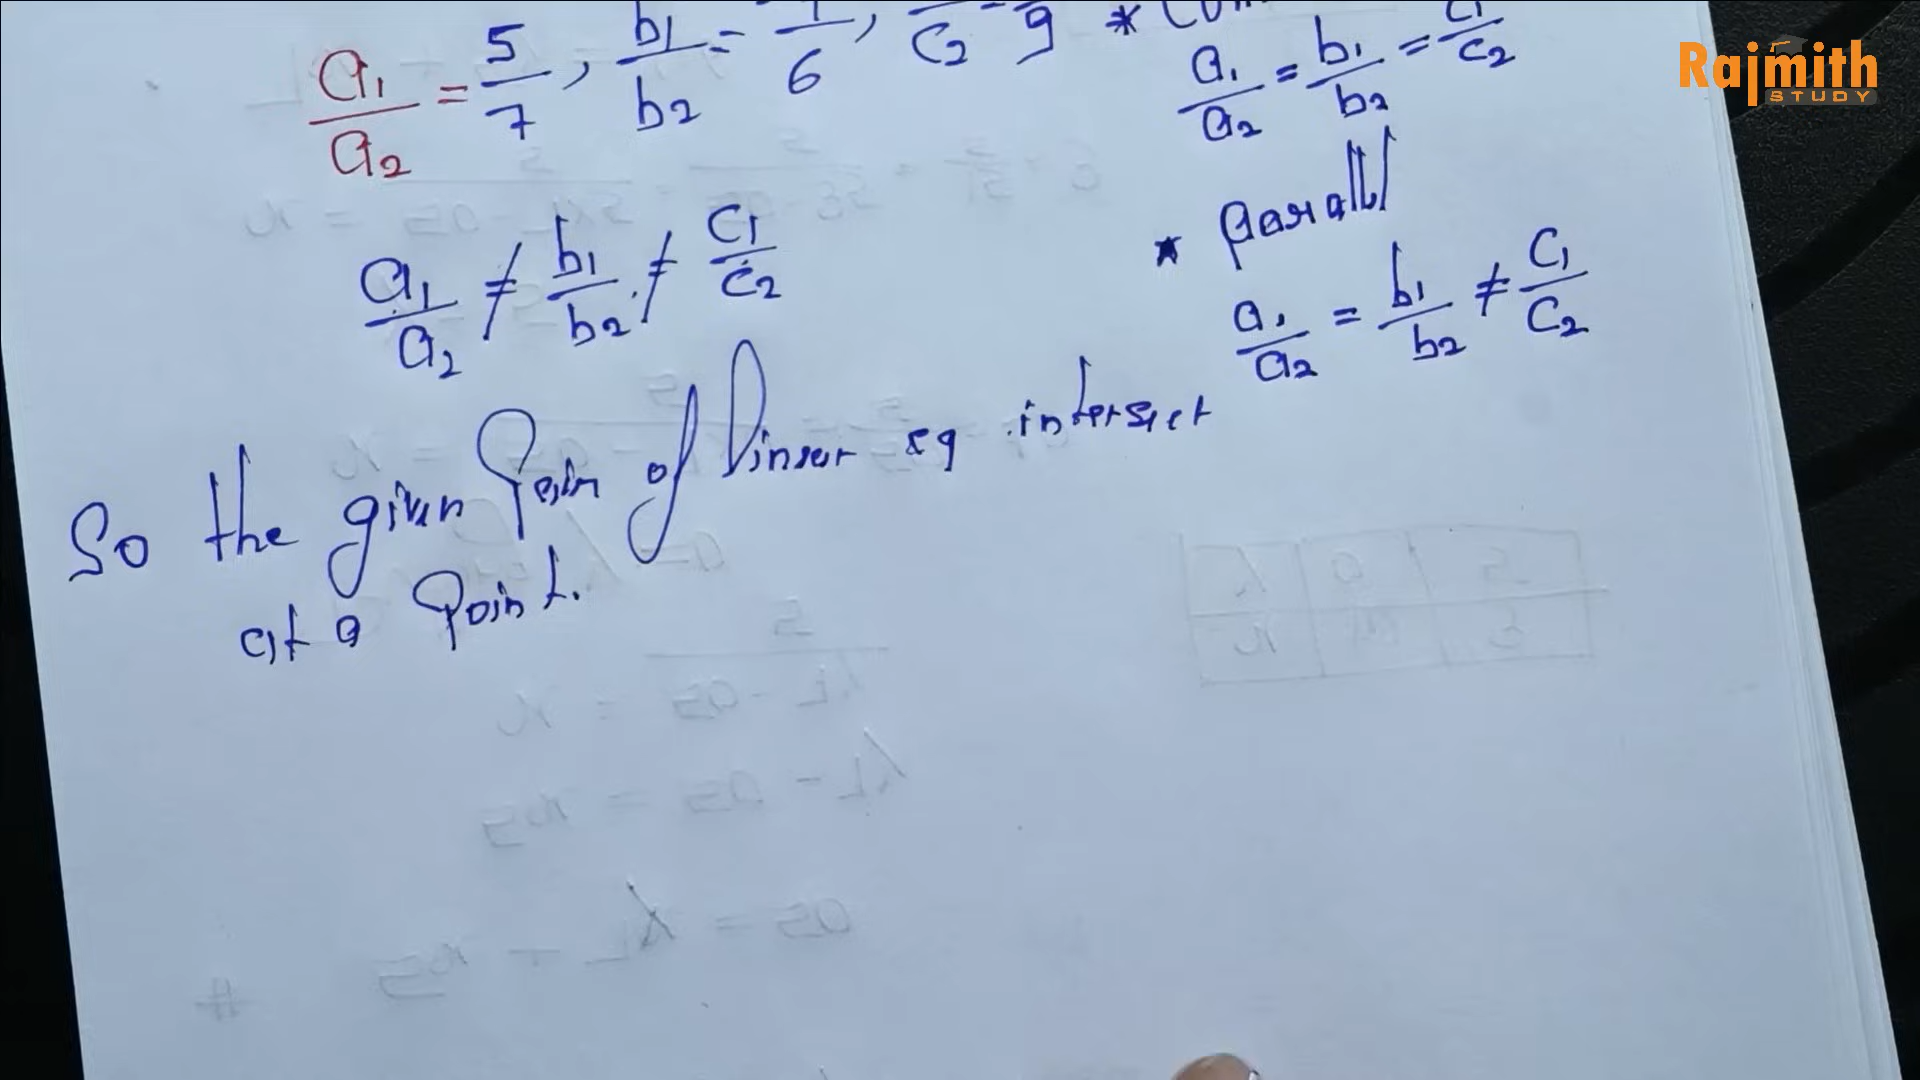 a₁/a₂ = 5/7, b₁/b₂ = /6, /c₂ = /9
a₁/a₂ ≠ b₁/b₂ ≠ c₁/c₂
So the given Pair of linear eq intersect
at a Point.
*
a₁/a₂ = b₁/b₂ = c₁/c₂
* parallel
a₁/a₂ = b₁/b₂ ≠ c₁/c₂
Rajmith
STUDY